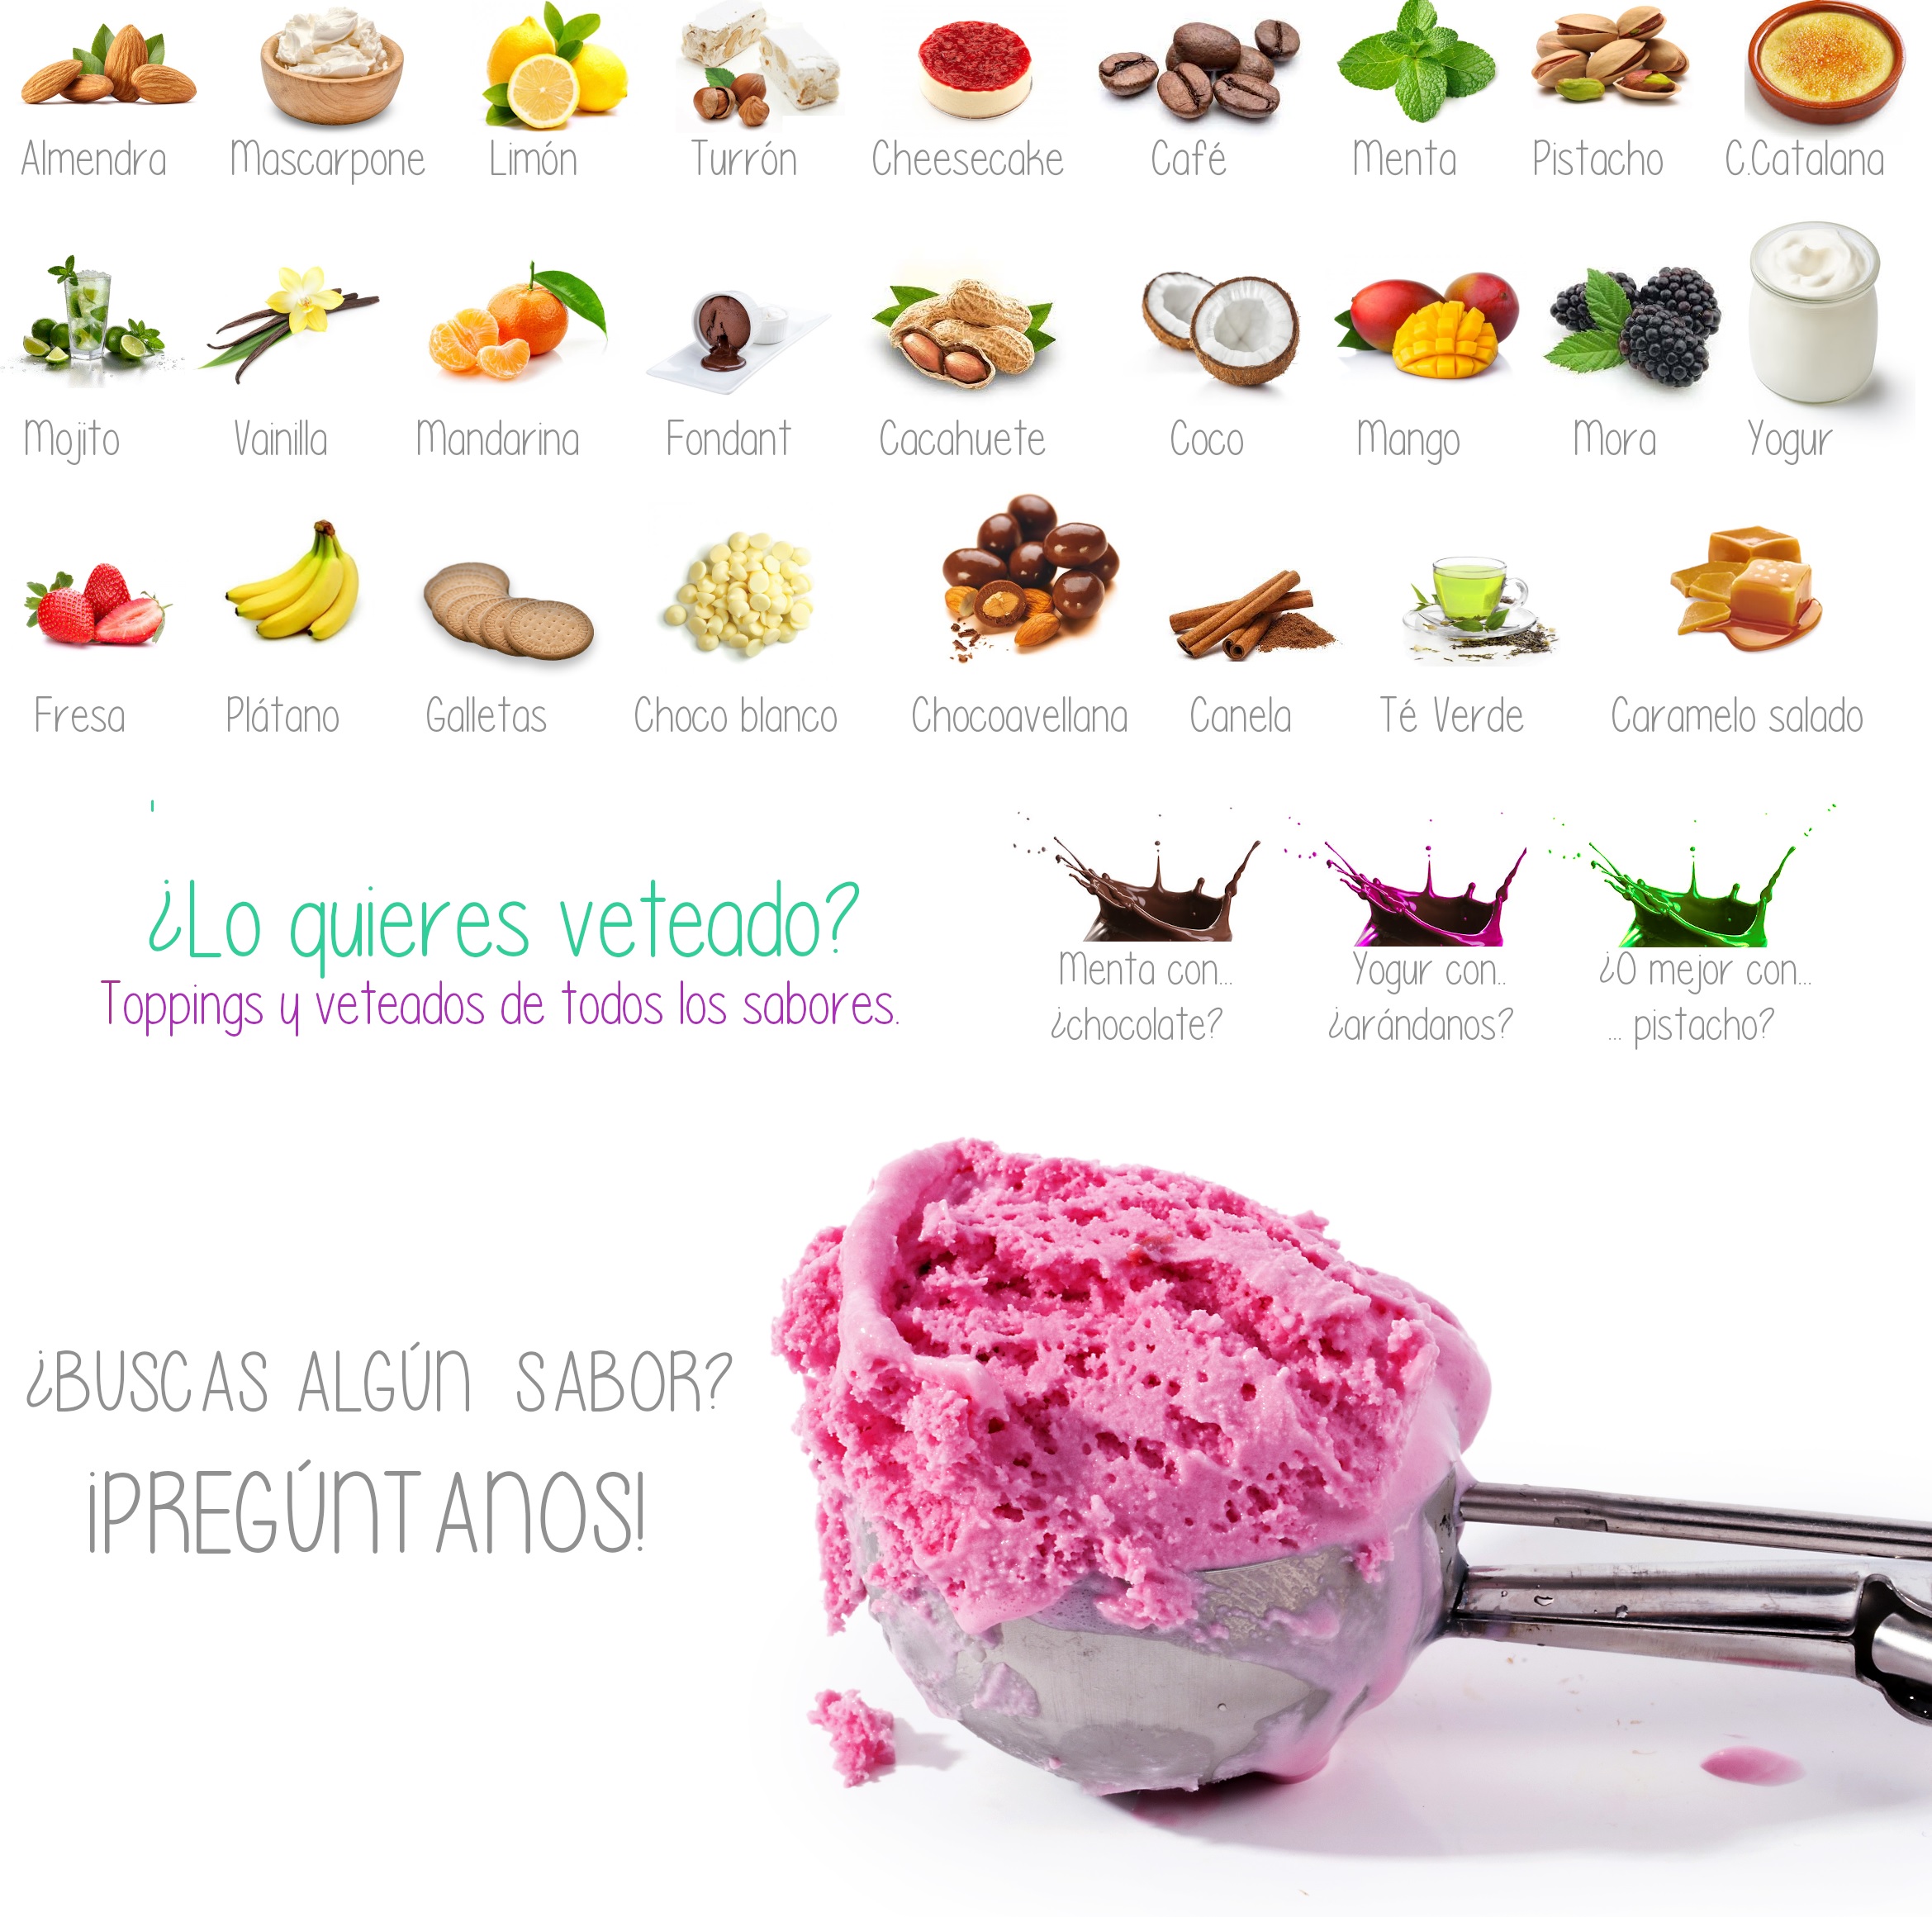 Almendra Mascarpone Limón Turrón Cheesecake Café Menta Pistacho C.Catalana
Mojito Vainilla Mandarina Fondant Cacahuete Coco Mango Mora Yogur
Fresa Plátano Galletas Choco blanco Chocoavellana Canela Té Verde Caramelo salado
¿Lo quieres veteado?
Toppings y veteados de todos los sabores.
Menta con...
¿chocolate?
Yogur con..
¿arándanos?
¿O mejor con...
... pistacho?
¿BUSCAS ALGÚN SABOR?
¡PREGÚNTANOS!